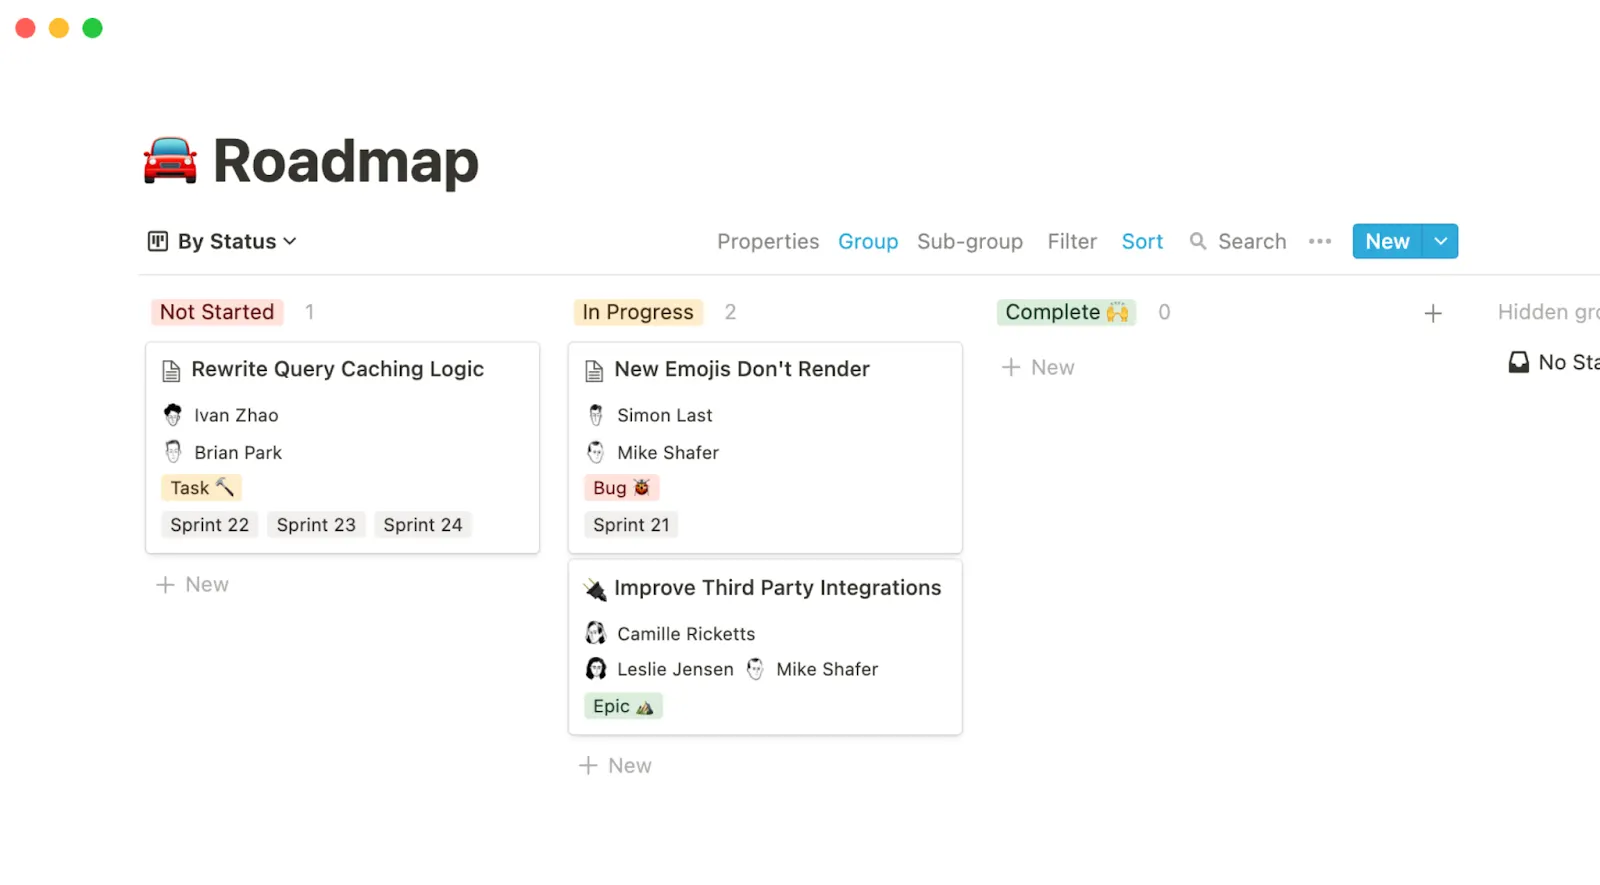 Roadmap
By Status
Properties Group Sub-group Filter Sort Search New
Not Started 1
Rewrite Query Caching Logic
Ivan Zhao
Brian Park
Task
Sprint 22 Sprint 23 Sprint 24
New
In Progress 2
New Emojis Don't Render
Simon Last
Mike Shafer
Bug
Sprint 21
Improve Third Party Integrations
Camille Ricketts
Leslie Jensen Mike Shafer
Epic
New
Complete 🙌 0
New
Hidden
No